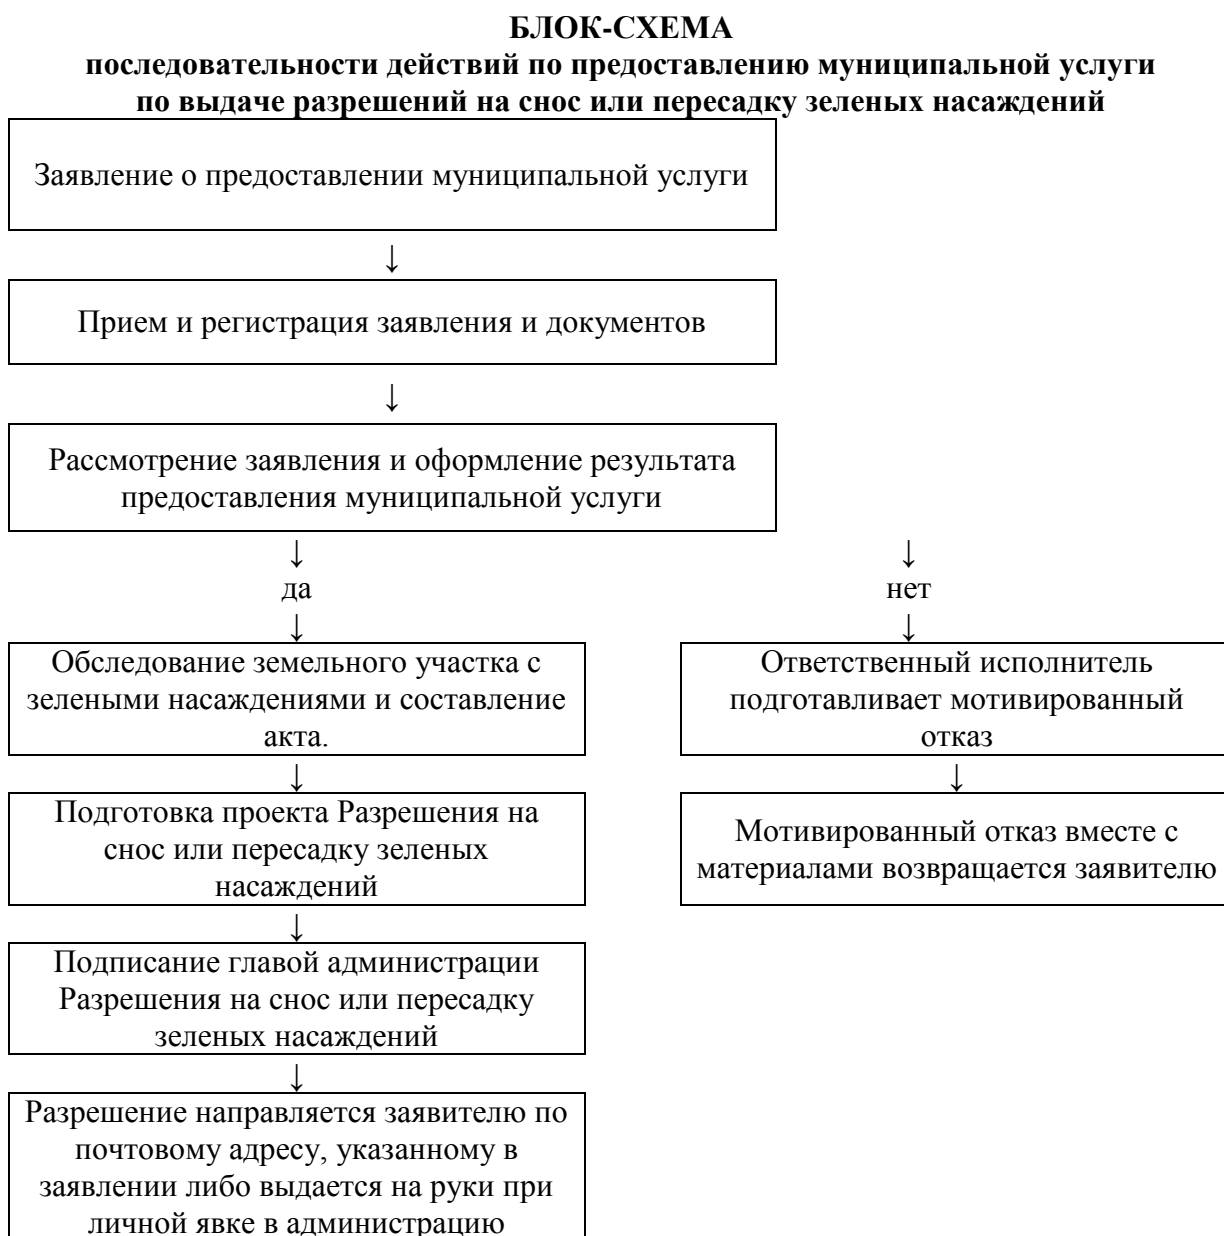 БЛОК-СХЕМА
последовательности действий по предоставлению муниципальной услуги
по выдаче разрешений на снос или пересадку зеленых насаждений
Заявление о предоставлении муниципальной услуги
↓
Прием и регистрация заявления и документов
↓
Рассмотрение заявления и оформление результата
предоставления муниципальной услуги
↓
да
↓
Обследование земельного участка с
зелеными насаждениями и составление
акта.
↓
Подготовка проекта Разрешения на
снос или пересадку зеленых
насаждений
↓
Подписание главой администрации
Разрешения на снос или пересадку
зеленых насаждений
↓
Разрешение направляется заявителю по
почтовому адресу, указанному в
заявлении либо выдается на руки при
личной явке в администрацию
↓
нет
↓
Ответственный исполнитель
подготавливает мотивированный
отказ
↓
Мотивированный отказ вместе с
материалами возвращается заявителю